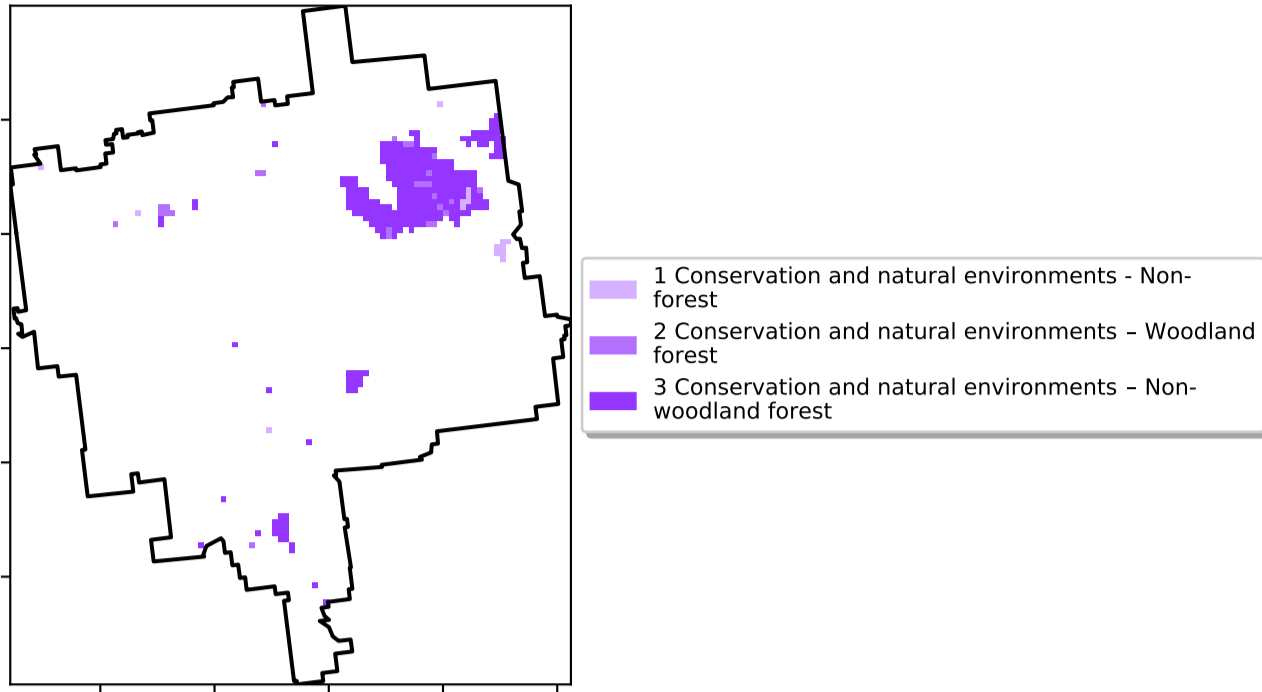 1 Conservation and natural environments - Non-
forest
2 Conservation and natural environments – Woodland
forest
3 Conservation and natural environments – Non-
woodland forest